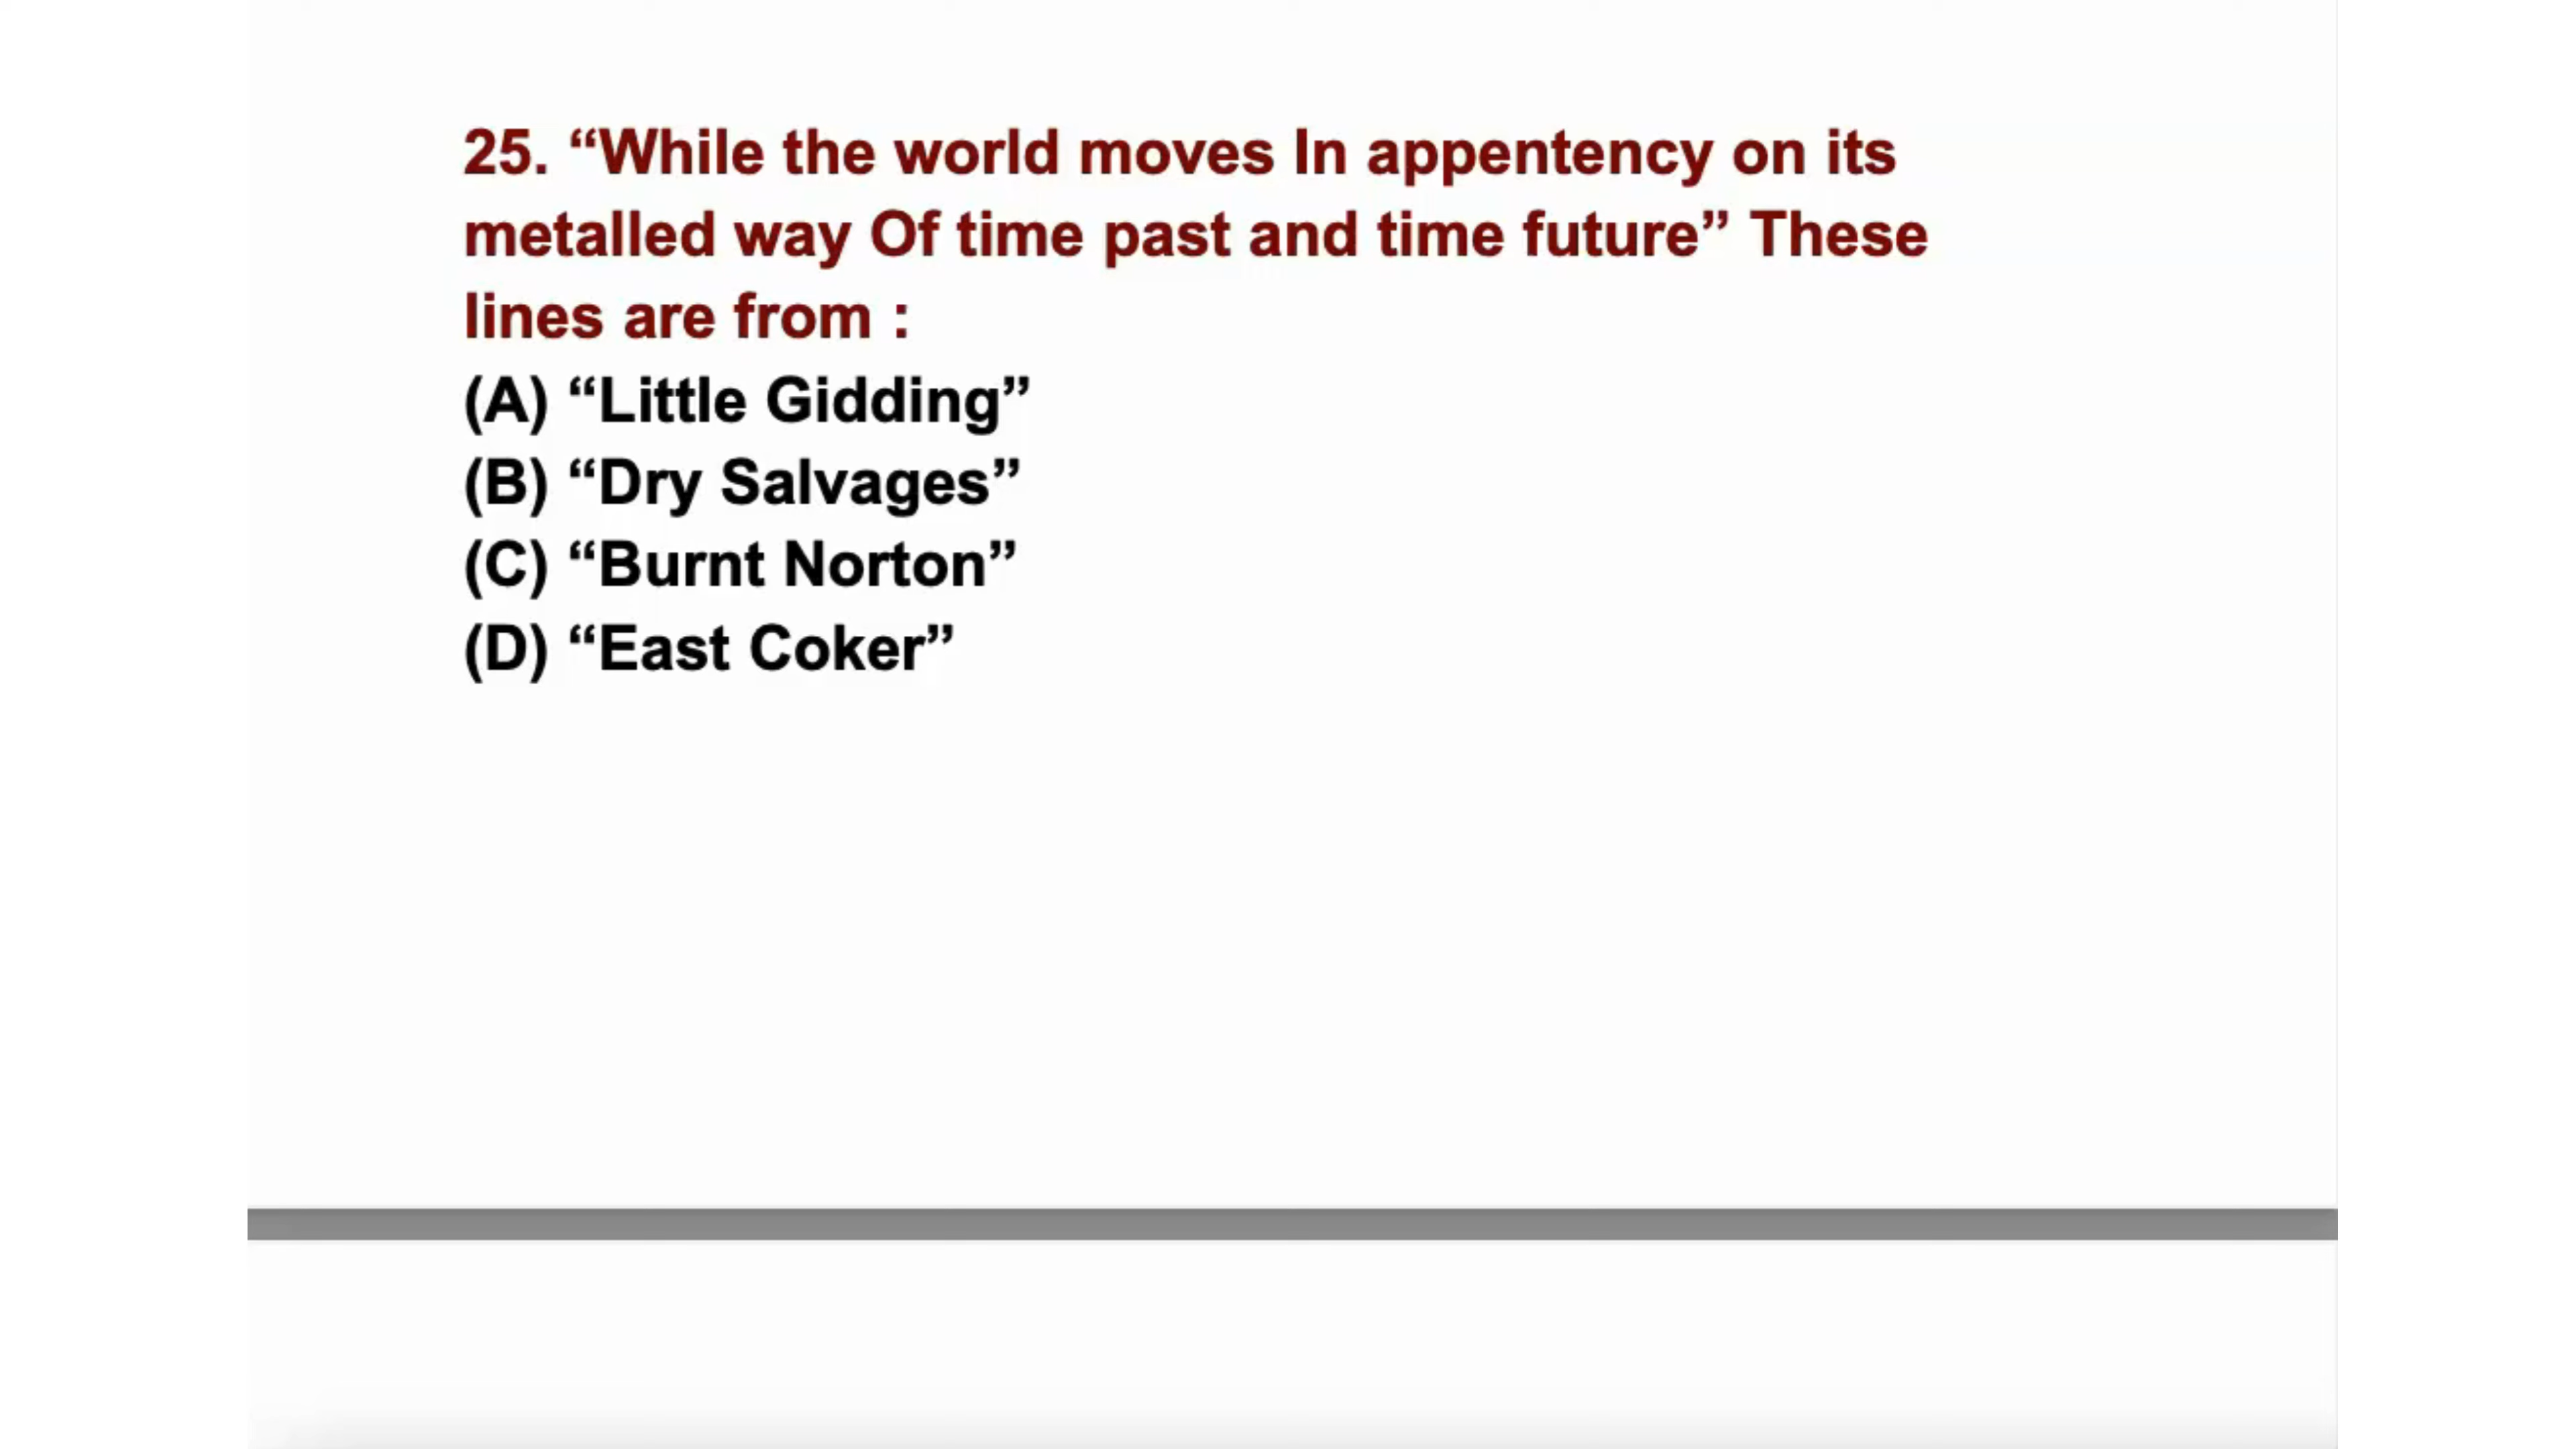 25. “While the world moves In appentency on its
metalled way Of time past and time future” These
lines are from :
(A) “Little Gidding”
(B) “Dry Salvages”
(C) “Burnt Norton”
(D) “East Coker”